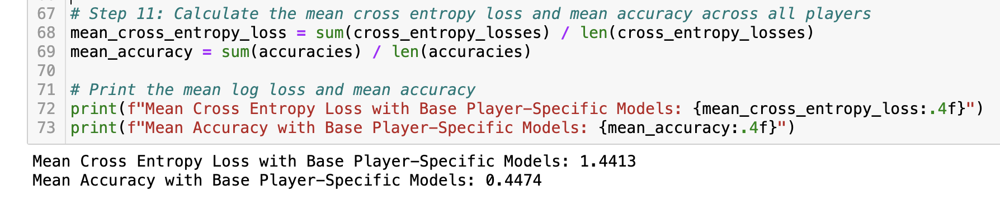 67 # Step 11: Calculate the mean cross entropy loss and mean accuracy across all players
68 mean_cross_entropy_loss = sum(cross_entropy_losses) / len(cross_entropy_losses)
69 mean_accuracy = sum(accuracies) / len(accuracies)
70
71 # Print the mean log loss and mean accuracy
72 print(f"Mean Cross Entropy Loss with Base Player-Specific Models: {mean_cross_entropy_loss:.4f}")
73 print(f"Mean Accuracy with Base Player-Specific Models: {mean_accuracy:.4f}")
Mean Cross Entropy Loss with Base Player-Specific Models: 1.4413
Mean Accuracy with Base Player-Specific Models: 0.4474